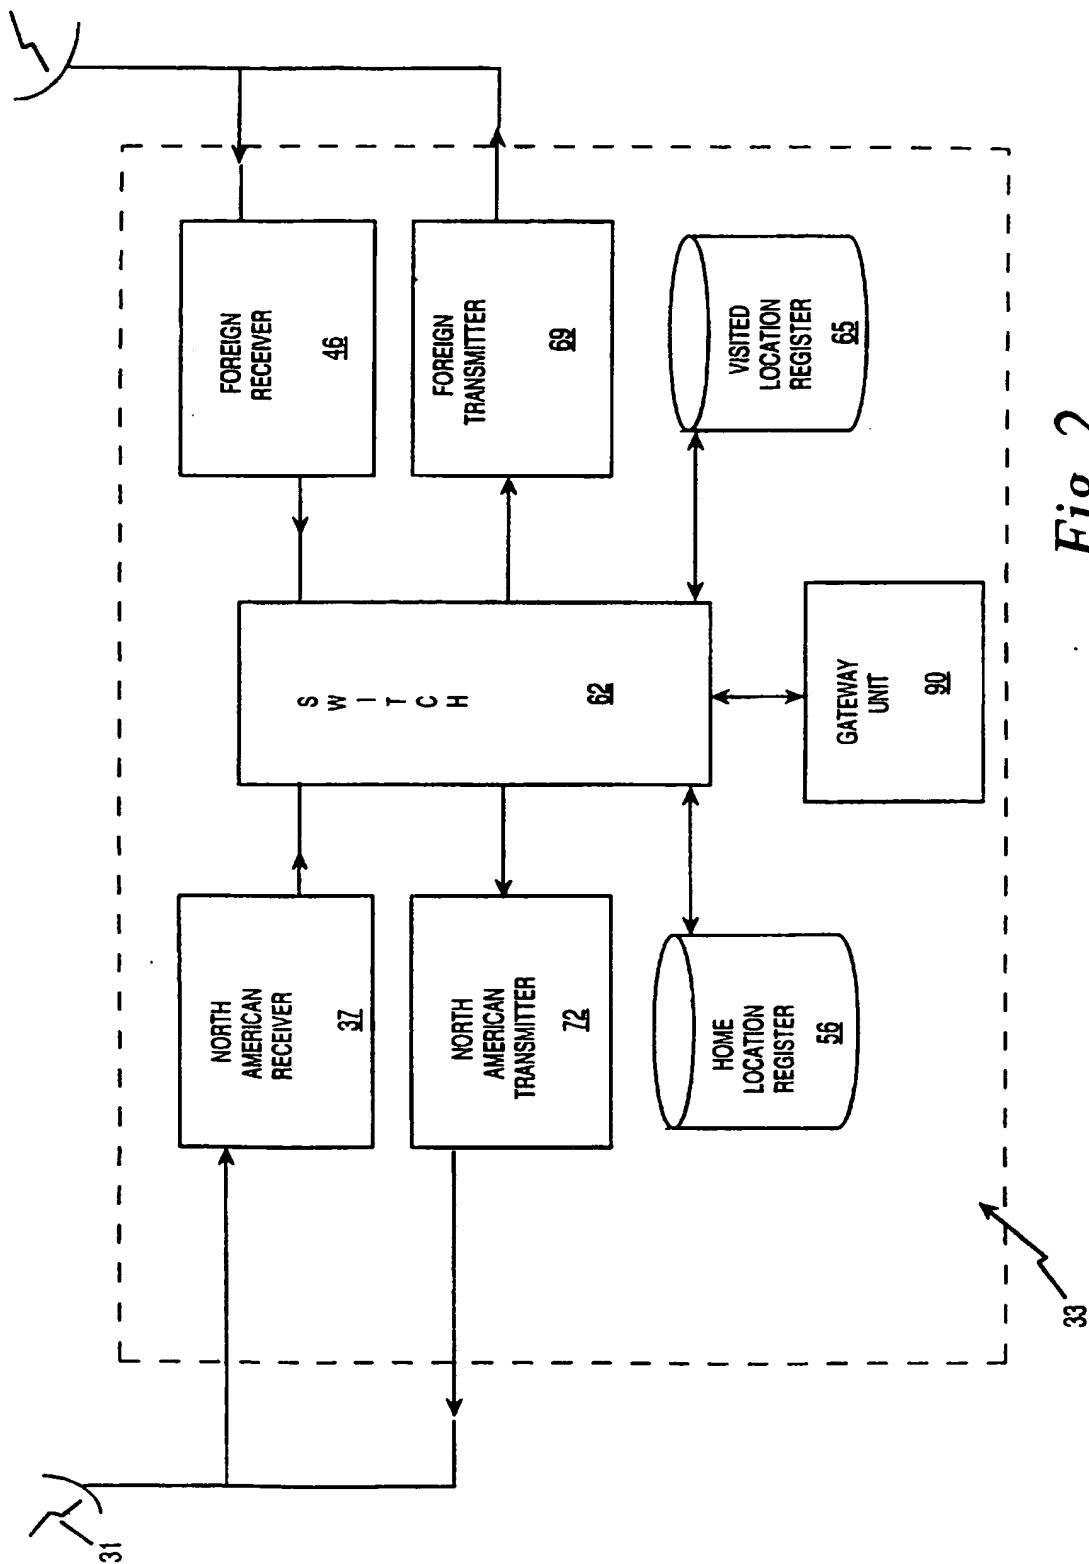 31
NORTH
AMERICAN
RECEIVER
37
S
W
I
T
C
H
62
FOREIGN
RECEIVER
46
NORTH
AMERICAN
TRANSMITTER
72
FOREIGN
TRANSMITTER
69
HOME
LOCATION
REGISTER
56
VISITED
LOCATION
REGISTER
65
GATEWAY
UNIT
90
33
Fig. 2